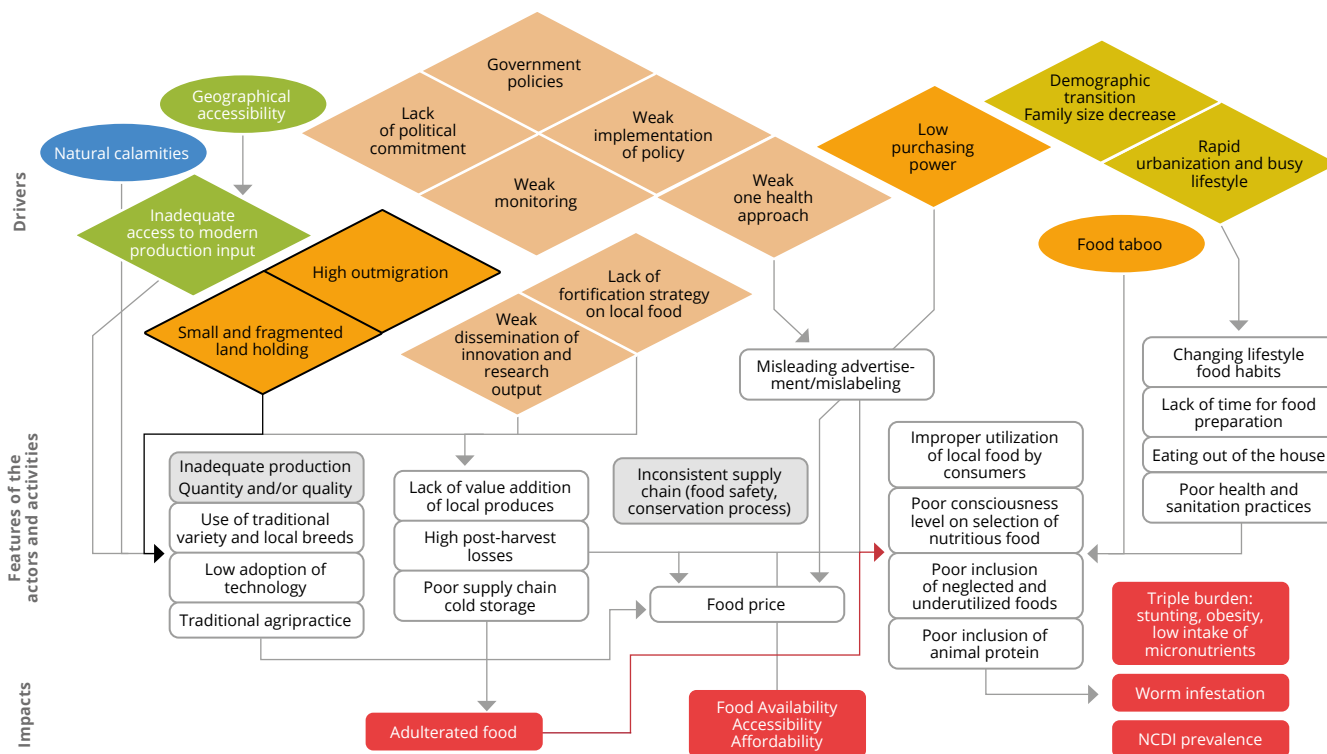 Drivers
Government
policies
Lack
of political
commitment
Weak
implementation
of policy
Weak
monitoring
Weak
one health
approach
Geographical
accessibility
Natural calamities
Inadequate
access to modern
production input
High outmigration
Small and fragmented
land holding
Lack of
fortification strategy
on local food
Weak
dissemination of
innovation and
research
output
Low
purchasing
power
Demographic
transition
Family size decrease
Rapid
urbanization and busy
lifestyle
Food taboo
Features of the
actors and activities
Misleading advertise-
ment/mislabeling
Changing lifestyle
food habits
Lack of time for food
preparation
Eating out of the house
Poor health and
sanitation practices
Inadequate production
Quantity and/or quality
Use of traditional
variety and local breeds
Low adoption of
technology
Traditional agripractice
Lack of value addition
of local produces
High post-harvest
losses
Poor supply chain
cold storage
Inconsistent supply
chain (food safety,
conservation process)
Food price
Improper utilization
of local food by
consumers
Poor consciousness
level on selection of
nutritious food
Poor inclusion
of neglected and
underutilized foods
Poor inclusion of
animal protein
Impacts
Adulterated food
Food Availability
Accessibility
Affordability
Triple burden:
stunting, obesity,
low intake of
micronutrients
Worm infestation
NCDI prevalence